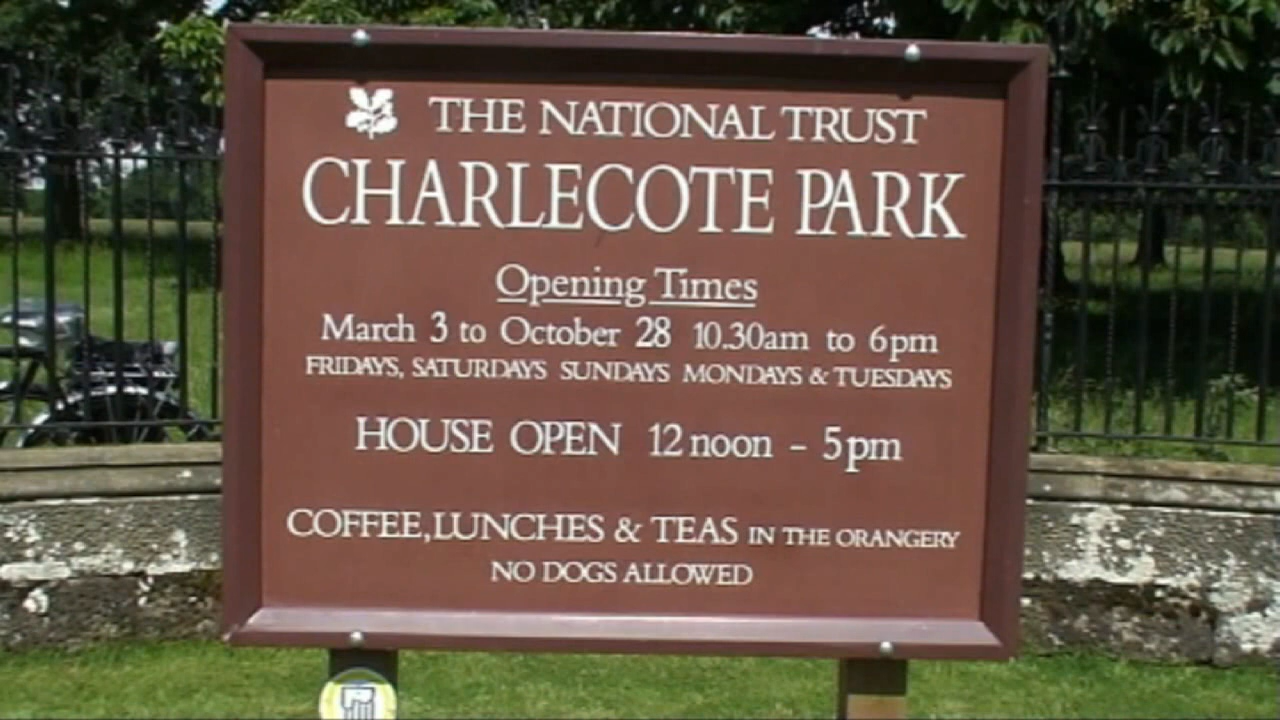 THE NATIONAL TRUST
CHARLECOTE PARK
Opening Times
March 3 to October 28 10.30am to 6pm
FRIDAYS, SATURDAYS SUNDAYS MONDAYS & TUESDAYS
HOUSE OPEN 12 noon - 5pm
COFFEE, LUNCHES & TEAS IN THE ORANGERY
NO DOGS ALLOWED